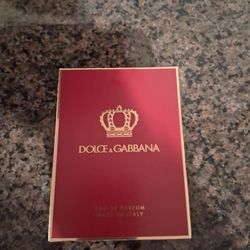 DOLCE & GABBANA
EAU DE PARFUM
MADE IN ITALY